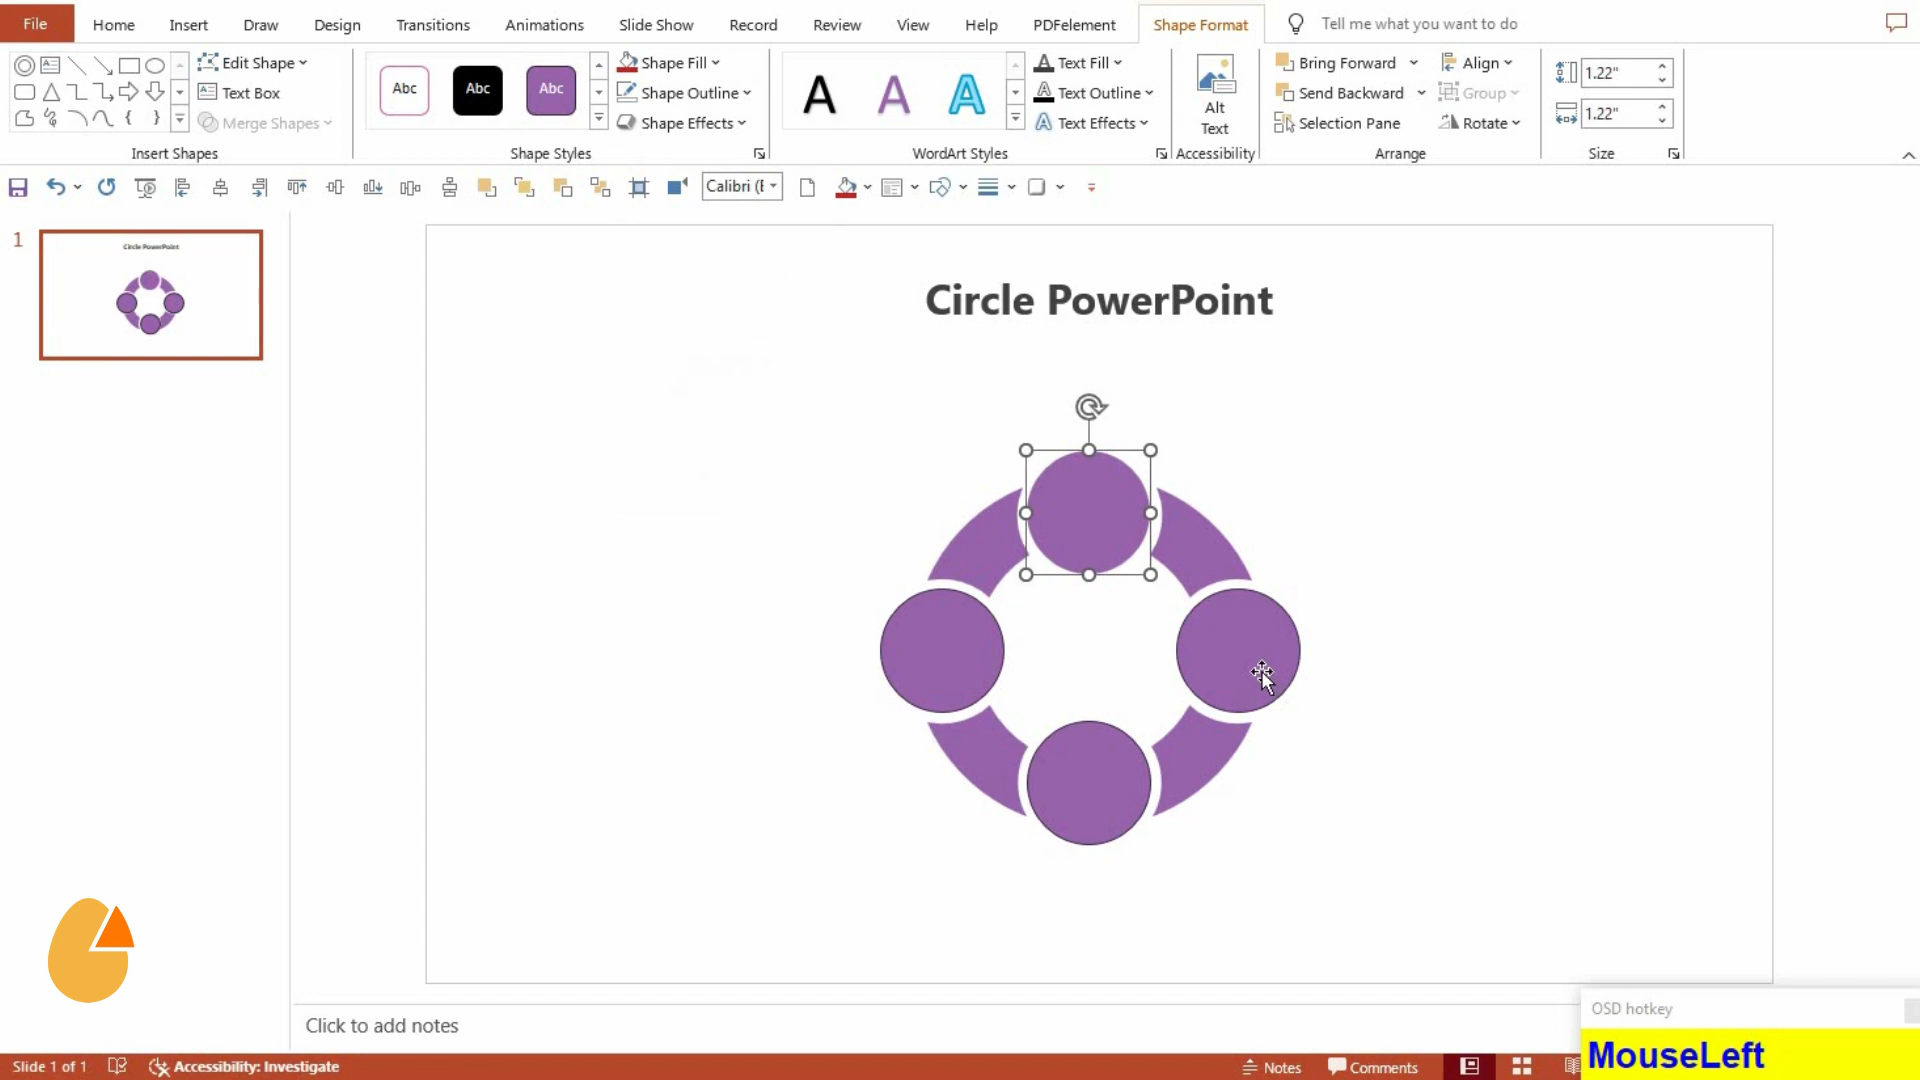 File Home Insert Draw Design Transitions Animations Slide Show Record Review View Help PDFelement Shape Format Tell me what you want to do
Edit Shape
Text Box
Merge Shapes
Insert Shapes
Abc Abc Abc
Shape Fill
Shape Outline
Shape Effects
Shape Styles
A A A
Text Fill
Text Outline
Text Effects
WordArt Styles
Alt
Text
Accessibility
Bring Forward
Send Backward
Selection Pane
Align
Group
Rotate
Arrange
1.22"
1.22"
Size
Calibri (
1
Circle PowerPoint
Circle PowerPoint
Click to add notes
OSD hotkey
MouseLeft
Slide 1 of 1 Accessibility: Investigate Notes Comments